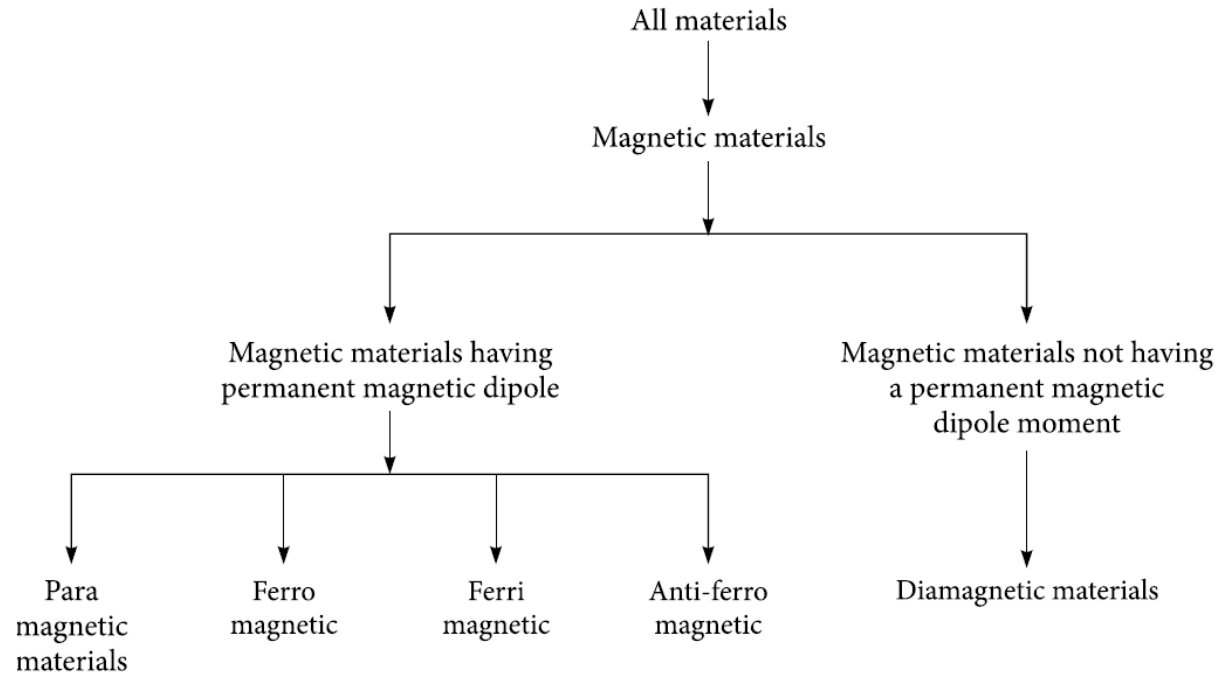 All materials
Magnetic materials
Magnetic materials having
permanent magnetic dipole
Magnetic materials not having
a permanent magnetic
dipole moment
Para
magnetic
materials
Ferro
magnetic
Ferri
magnetic
Anti-ferro
magnetic
Diamagnetic materials